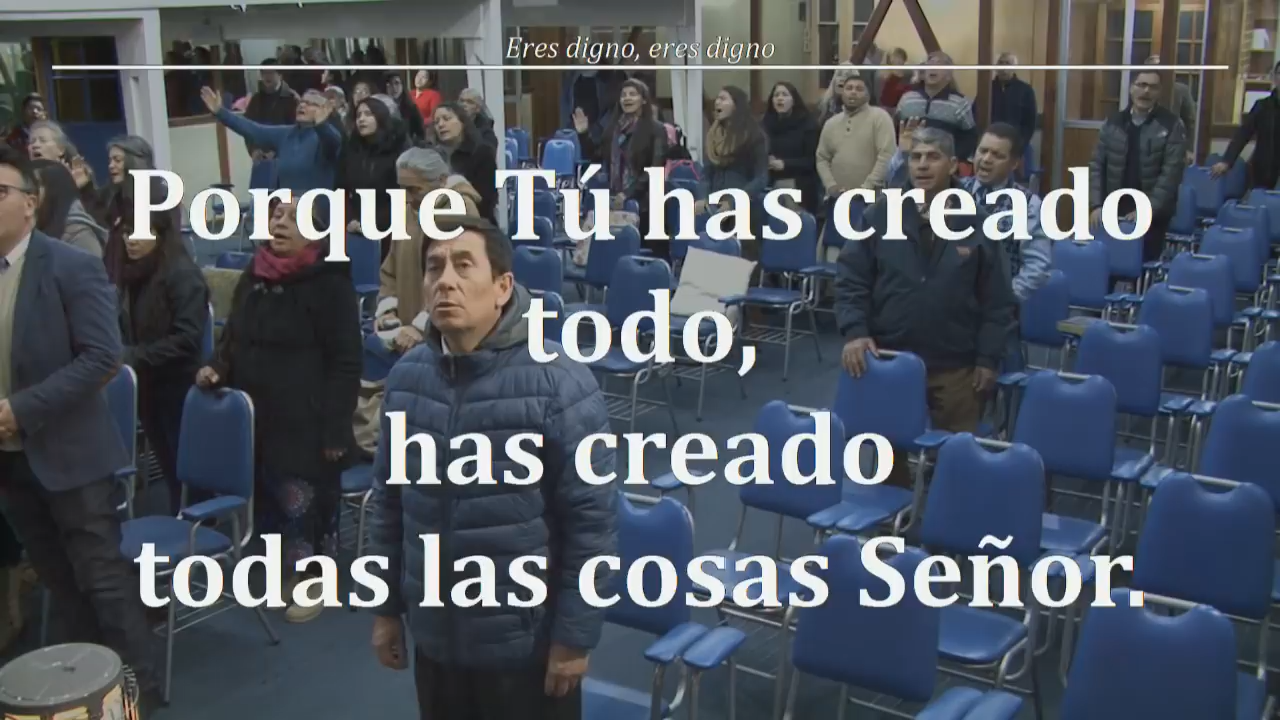 Eres digno, eres digno
Porque Tú has creado
todo,
has creado
todas las cosas Señor.